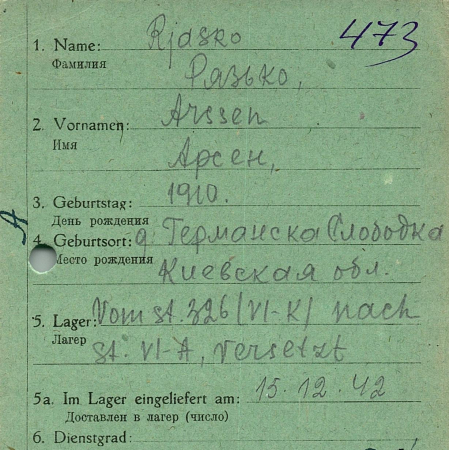 473
1. Name: Rjasko
Фамилия
Рязько,
2. Vornamen: Arssen
Имя
Арсен,
3. Geburtstag: 1910.
День рождения
4. Geburtsort: д. Германска Слободка
Место рождения
Киевская обл.
5. Lager: Vom St. 326 (VI-K) nach
Лагер
St. VI-A, versetzt
5a. Im Lager eingeliefert am: 15.12.42
Доставлен в лагер (число)
6. Dienstgrad: